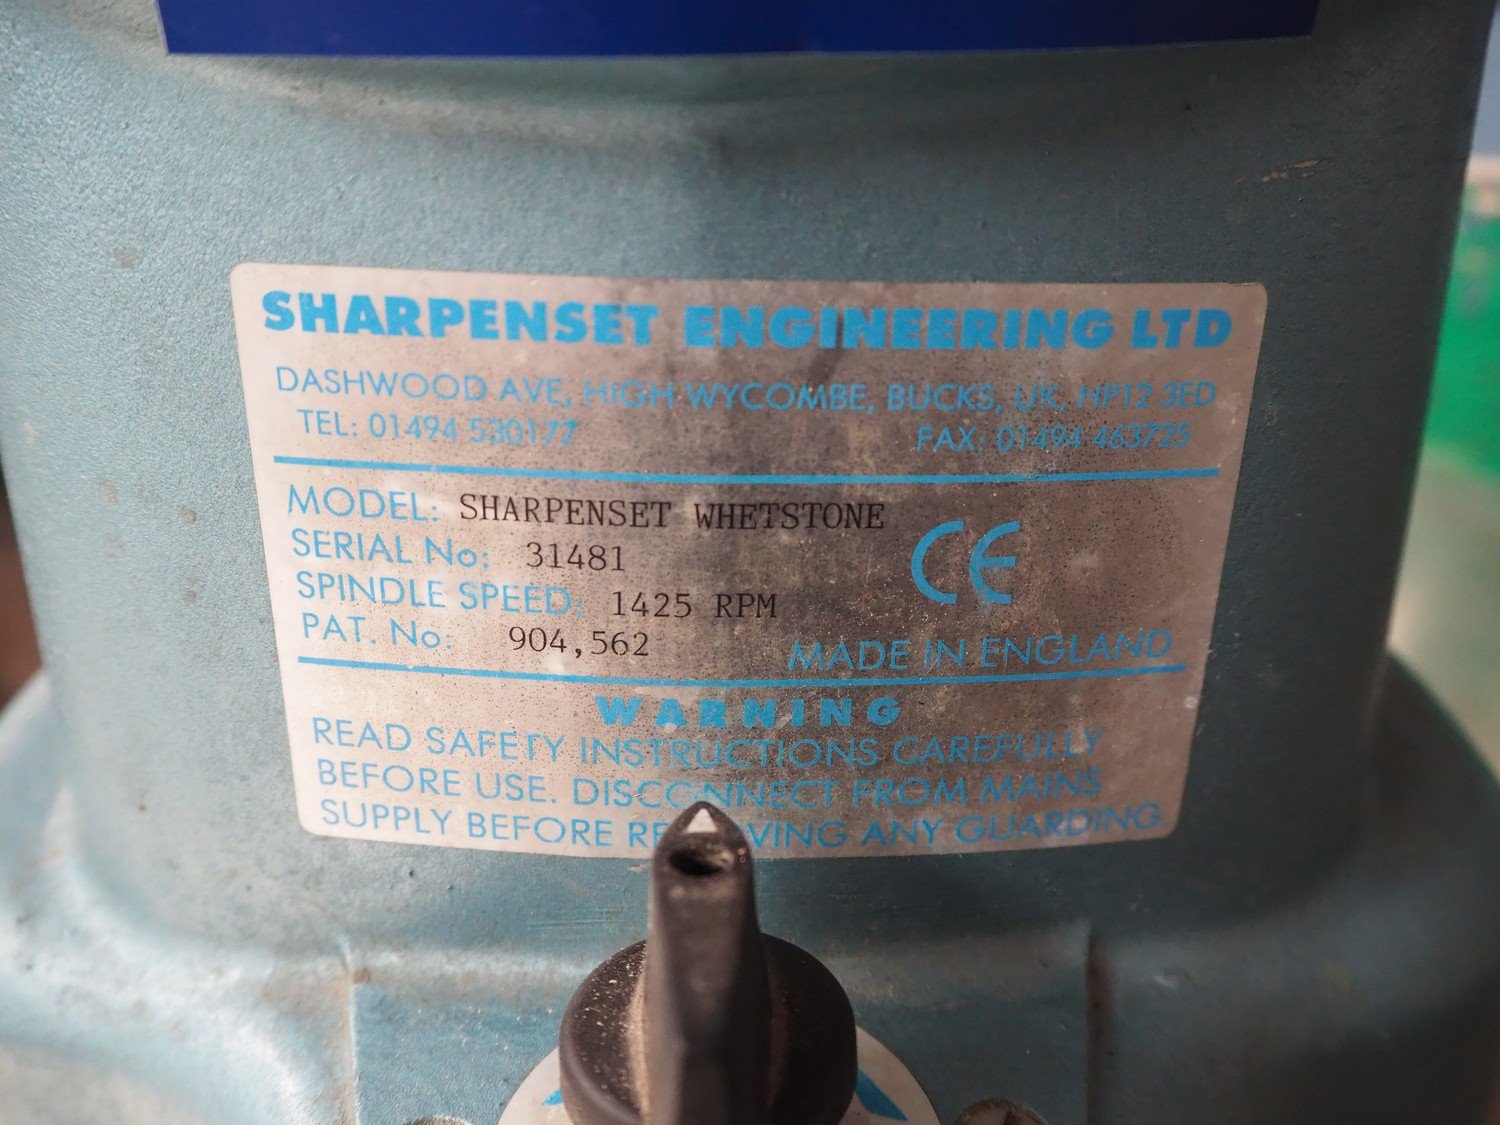 SHARPENSET ENGINEERING LTD
DASHWOOD AVE, HIGH WYCOMBE, BUCKS, UK, HP12 3ED
TEL: 01494 530177 FAX: 01494 463725
MODEL: SHARPENSET WHETSTONE
SERIAL No: 31481
SPINDLE SPEED: 1425 RPM
PAT. No: 904,562
CE
MADE IN ENGLAND
WARNING
READ SAFETY INSTRUCTIONS CAREFULLY
BEFORE USE. DISCONNECT FROM MAINS
SUPPLY BEFORE REMOVING ANY GUARDING.